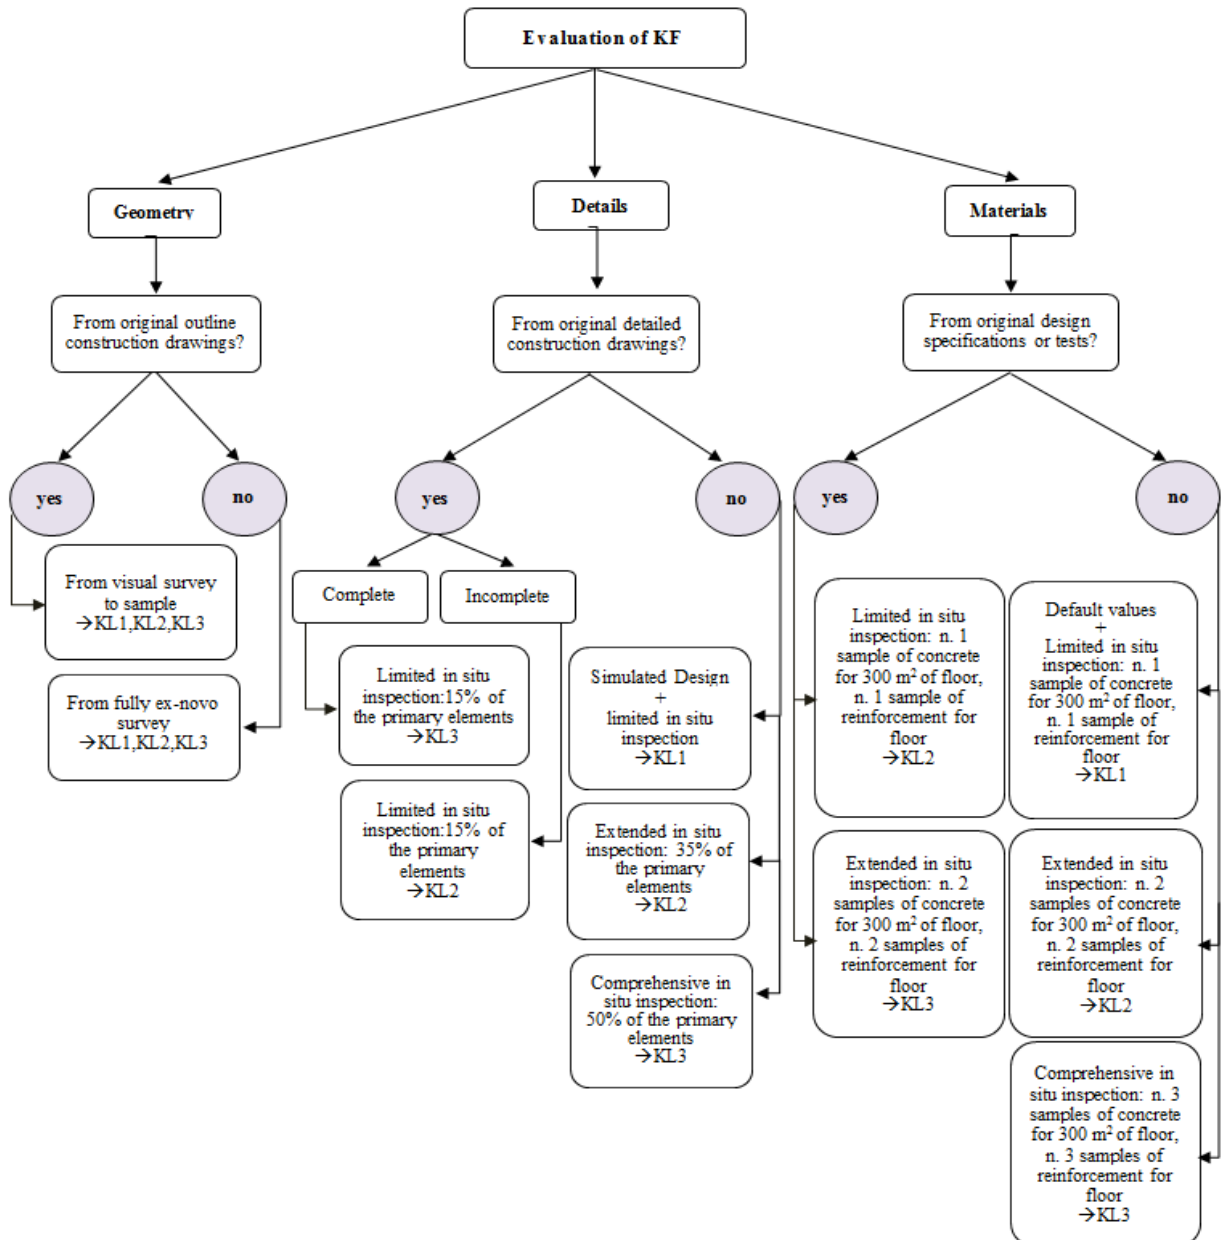 Evaluation of KF
Geometry
Details
Materials
From original outline
construction drawings?
From original detailed
construction drawings?
From original design
specifications or tests?
yes
no
yes
no
yes
no
From visual survey
to sample
→KL1,KL2,KL3
From fully ex-novo
survey
→KL1,KL2,KL3
Complete
Incomplete
Limited in situ
inspection:15% of
the primary elements
→KL3
Limited in situ
inspection:15% of
the primary
elements
→KL2
Simulated Design
+
limited in situ
inspection
→KL1
Extended in situ
inspection: 35% of
the primary
elements
→KL2
Comprehensive in
situ inspection:
50% of the primary
elements
→KL3
Limited in situ
inspection: n. 1
sample of concrete
for 300 m² of floor,
n. 1 sample of
reinforcement for
floor
→KL2
Extended in situ
inspection: n. 2
samples of concrete
for 300 m² of floor,
n. 2 samples of
reinforcement for
floor
→KL3
Default values
+
Limited in situ
inspection: n. 1
sample of concrete
for 300 m² of floor,
n. 1 sample of
reinforcement for
floor
→KL1
Extended in situ
inspection: n. 2
samples of concrete
for 300 m² of floor,
n. 2 samples of
reinforcement for
floor
→KL2
Comprehensive in
situ inspection: n. 3
samples of concrete
for 300 m² of floor,
n. 3 samples of
reinforcement for
floor
→KL3